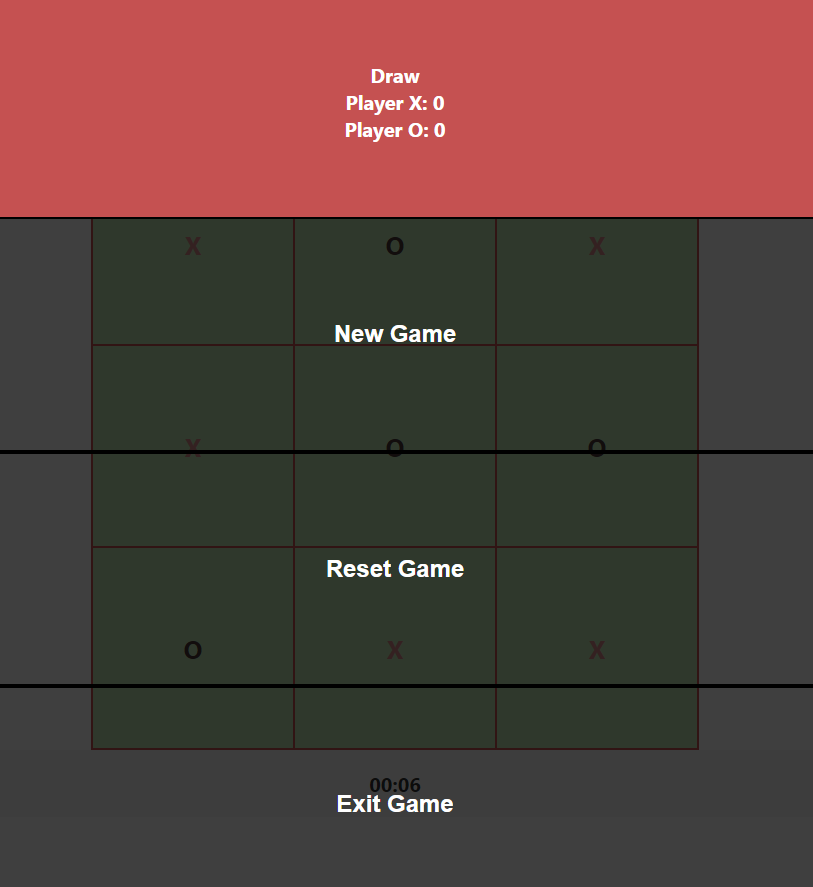 Draw
Player X: 0
Player O: 0
X O X
New Game
X O O
Reset Game
O X X
00:06
Exit Game